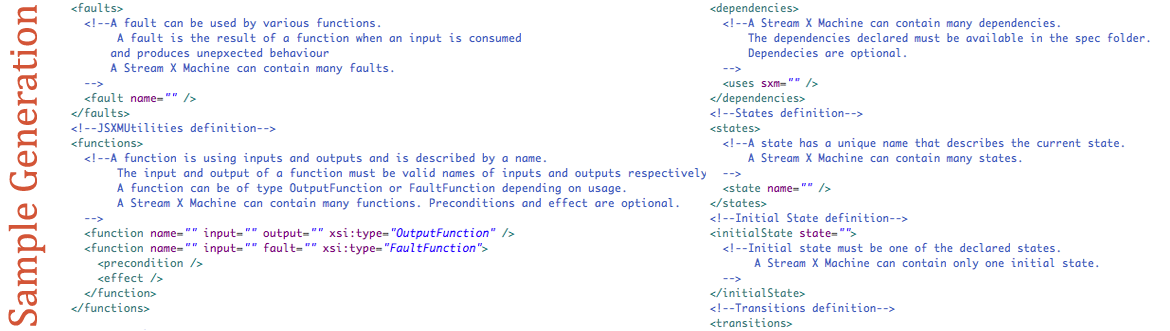 Sample Generation
<faults>
<!--A fault can be used by various functions.
A fault is the result of a function when an input is consumed
and produces unepxected behaviour
A Stream X Machine can contain many faults.
-->
<fault name="" />
</faults>
<!--JSXMUtilities definition-->
<functions>
<!--A function is using inputs and outputs and is described by a name.
The input and output of a function must be valid names of inputs and outputs respectively
A function can be of type OutputFunction or FaultFunction depending on usage.
A Stream X Machine can contain many functions. Preconditions and effect are optional.
-->
<function name="" input="" output="" xsi:type="OutputFunction" />
<function name="" input="" fault="" xsi:type="FaultFunction">
<precondition />
<effect />
</function>
</functions>
<dependencies>
<!--A Stream X Machine can contain many dependencies.
The dependencies declared must be available in the spec folder.
Dependecies are optional.
-->
<uses sxm="" />
</dependencies>
<!--States definition-->
<states>
<!--A state has a unique name that describes the current state.
A Stream X Machine can contain many states.
-->
<state name="" />
</states>
<!--Initial State definition-->
<initialState state="">
<!--Initial state must be one of the declared states.
A Stream X Machine can contain only one initial state.
-->
</initialState>
<!--Transitions definition-->
<transitions>